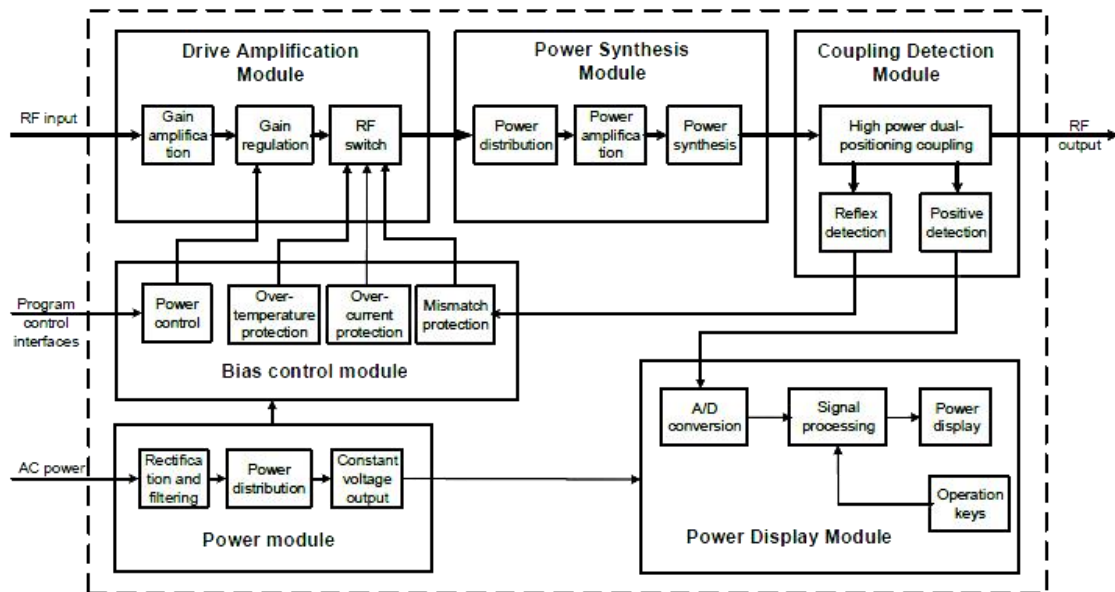 Drive Amplification
Module
Power Synthesis
Module
Coupling Detection
Module
RF input
Gain
amplifica
tion
Gain
regulation
RF
switch
Power
distribution
Power
amplification
Power
synthesis
High power dual-
positioning coupling
RF
output
Reflex
detection
Positive
detection
Program
control
interfaces
Power
control
Over-
temperature
protection
Over-
current
protection
Mismatch
protection
Bias control module
A/D
conversion
Signal
processing
Power
display
Operation
keys
Power Display Module
AC power
Rectifica
tion and
filtering
Power
distribution
Constant
voltage
output
Power module